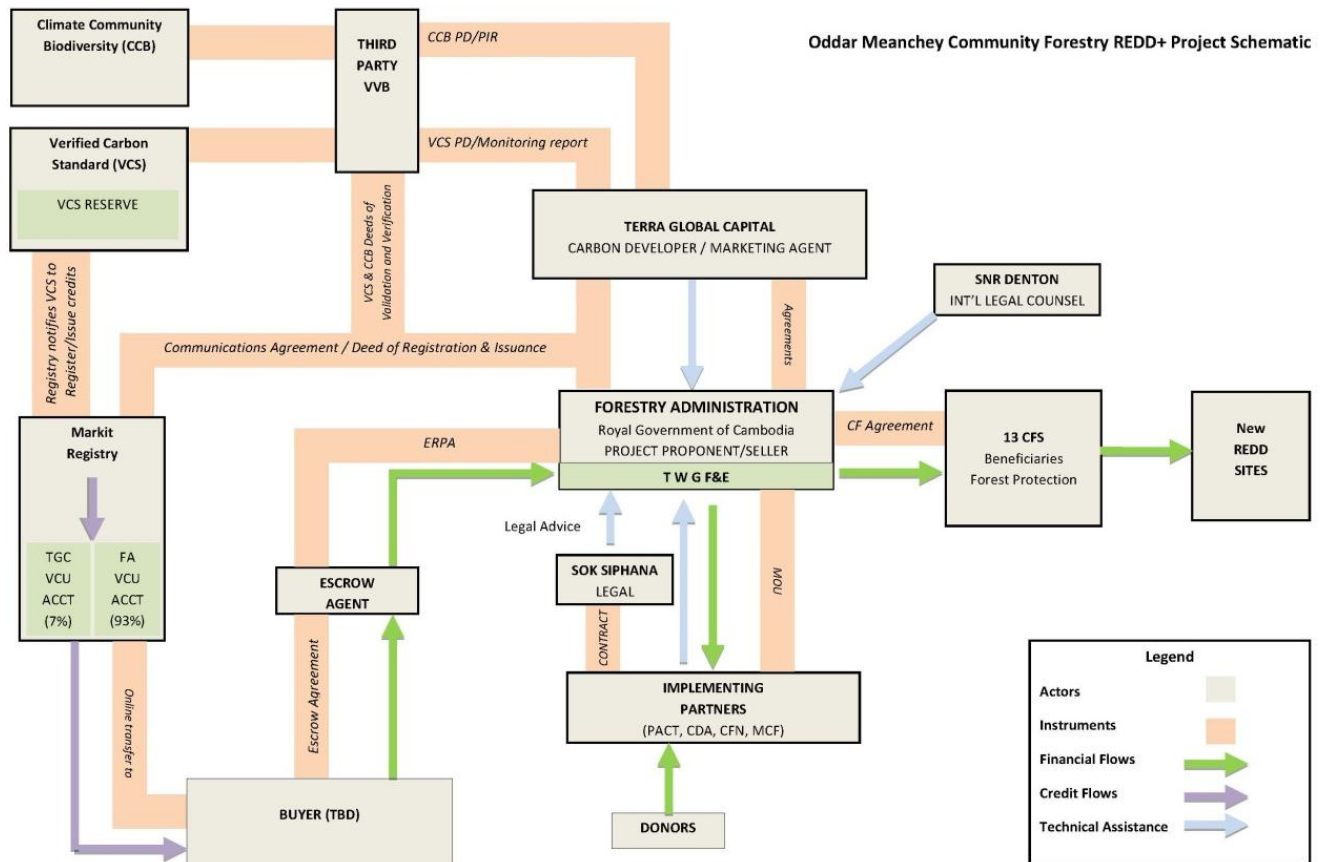 Oddar Meanchey Community Forestry REDD+ Project Schematic
Climate Community
Biodiversity (CCB)
THIRD
PARTY
VVB
CCB PD/PIR
Verified Carbon
Standard (VCS)
VCS RESERVE
VCS PD/Monitoring report
TERRA GLOBAL CAPITAL
CARBON DEVELOPER / MARKETING AGENT
VCS & CCB Deeds of
Validation and Verification
Registry notifies VCS to
Register/Issue credits
SNR DENTON
INT'L LEGAL COUNSEL
Agreements
Communications Agreement / Deed of Registration & Issuance
Markit
Registry
TGC
VCU
ACCT
(7%)
FA
VCU
ACCT
(93%)
ERPA
FORESTRY ADMINISTRATION
Royal Government of Cambodia
PROJECT PROPONENT/SELLER
T W G F&E
CF Agreement
13 CFS
Beneficiaries
Forest Protection
New
REDD
SITES
Legal Advice
SOK SIPHANA
LEGAL
ESCROW
AGENT
MOU
CONTRACT
Online transfer to
Escrow Agreement
IMPLEMENTING
PARTNERS
(PACT, CDA, CFN, MCF)
BUYER (TBD)
DONORS
Legend
Actors
Instruments
Financial Flows
Credit Flows
Technical Assistance